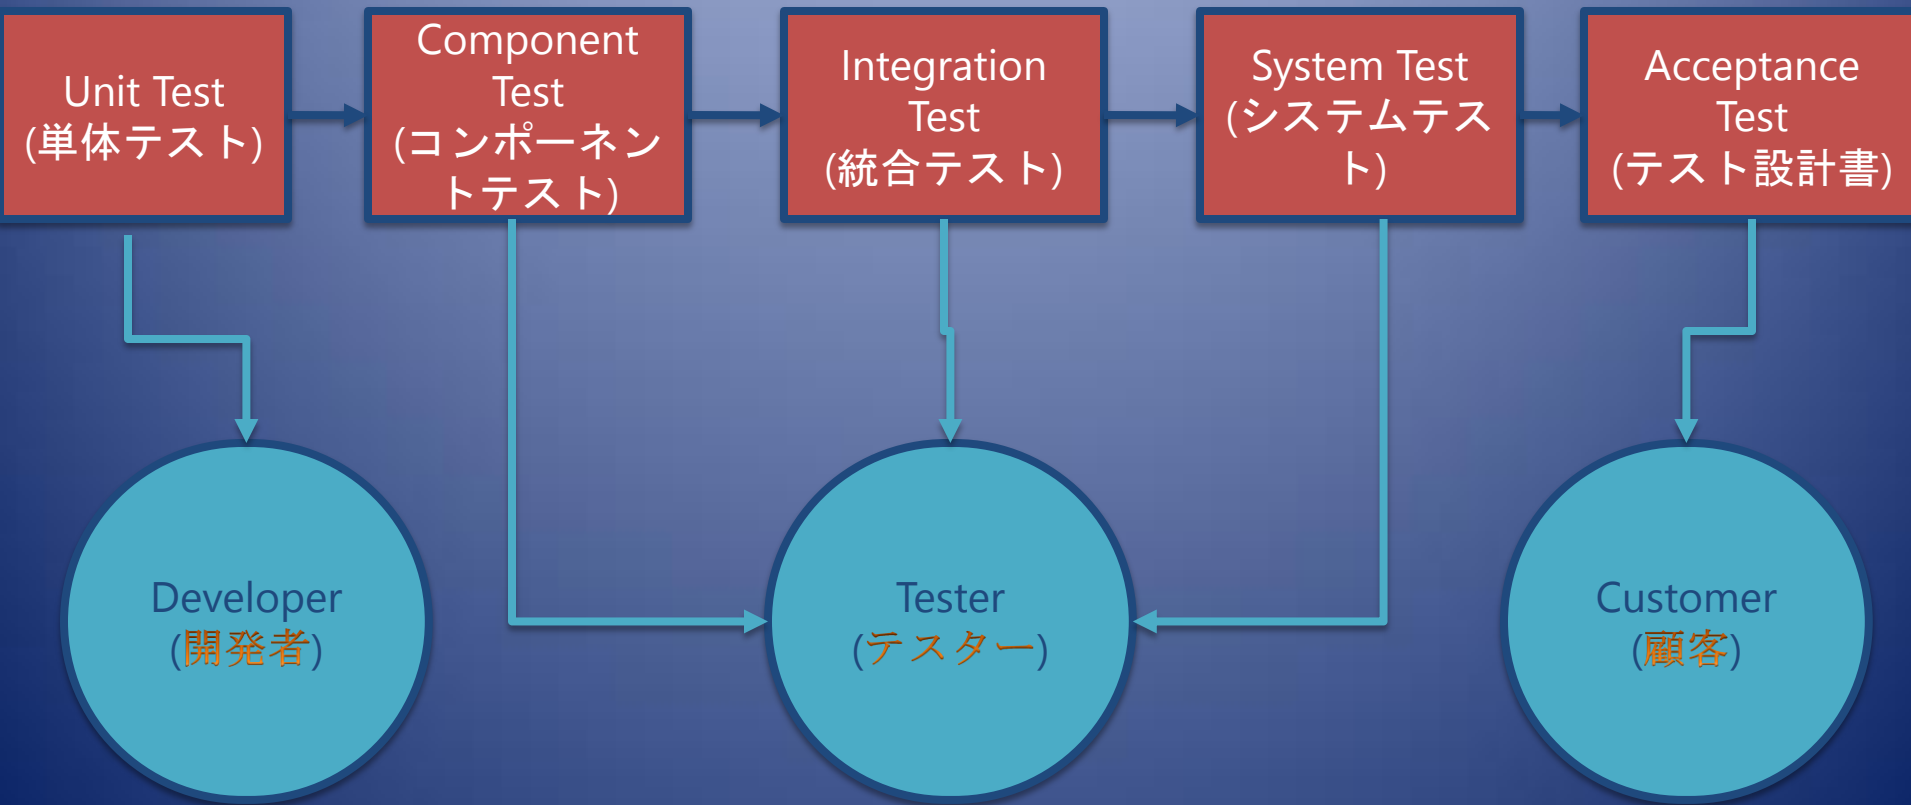 Unit Test
(単体テスト)
Component
Test
(コンポーネン
トテスト)
Integration
Test
(統合テスト)
System Test
(システムテス
ト)
Acceptance
Test
(テスト設計書)
Developer
(開発者)
Tester
(テスター)
Customer
(顧客)